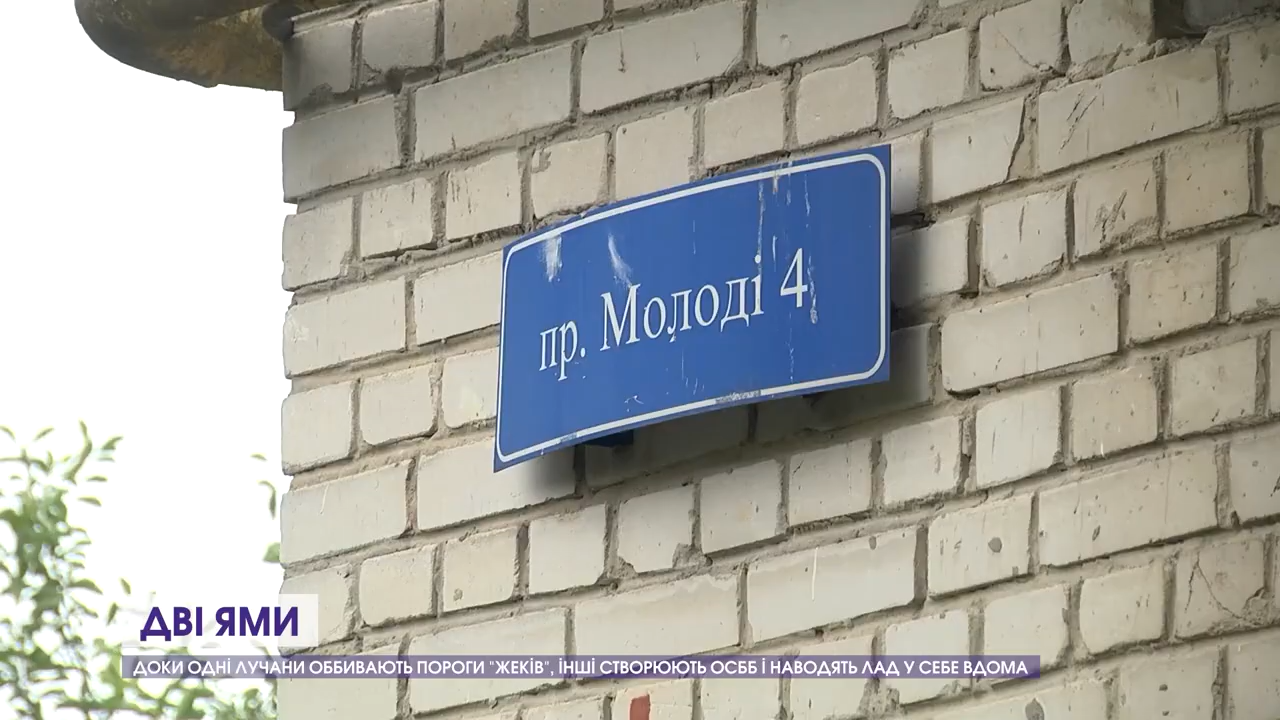 пр. Молоді 4
ДВІ ЯМИ
ДОКИ ОДНІ ЛУЧАНИ ОББИВАЮТЬ ПОРОГИ "ЖЕКІВ", ІНШІ СТВОРЮЮТЬ ОСББ І НАВОДЯТЬ ЛАД У СЕБЕ ВДОМА